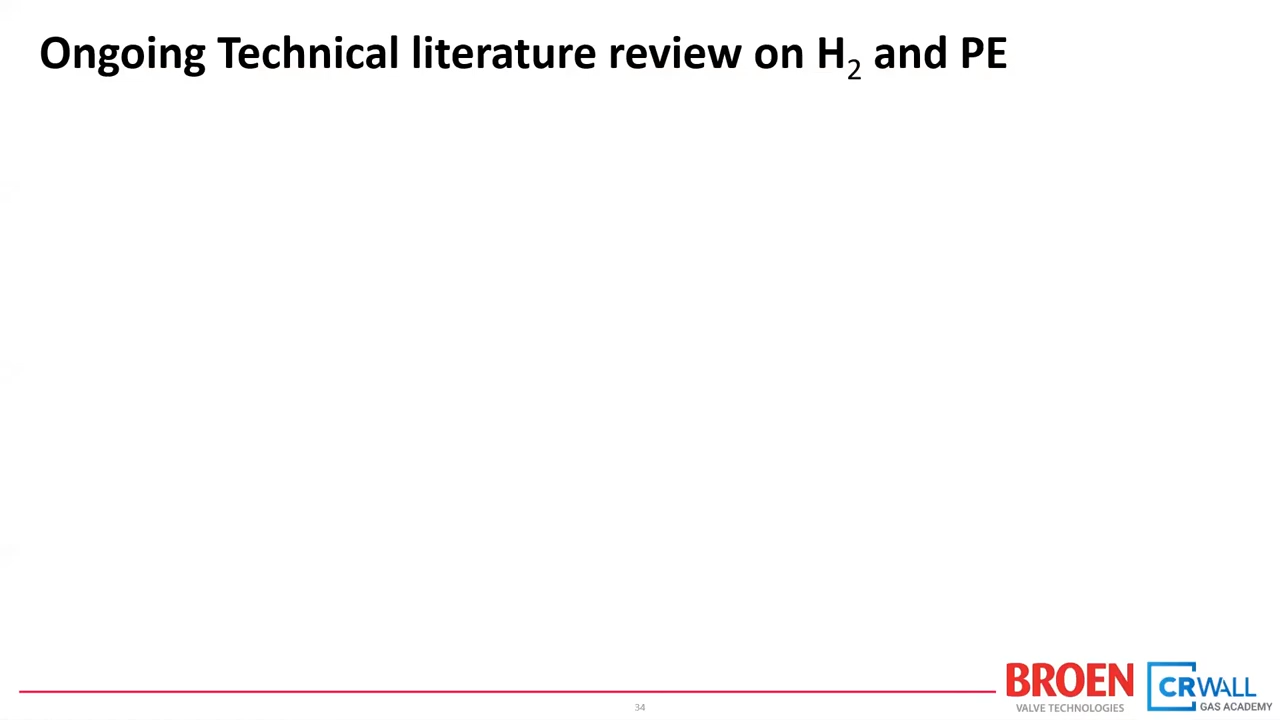 Ongoing Technical literature review on H₂ and PE
BROEN
VALVE TECHNOLOGIES
CRWALL
GAS ACADEMY
34